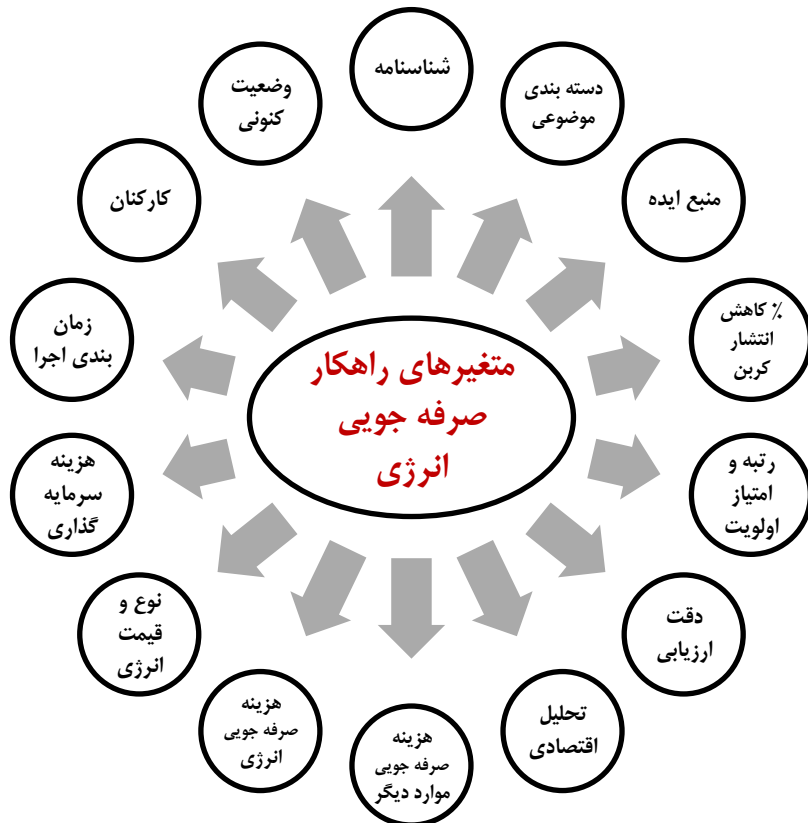 شناسنامه
دسته بندی
موضوعی
منبع ایده
٪ کاهش
انتشار
کربن
رتبه و
امتیاز
اولویت
دقت
ارزیابی
تحلیل
اقتصادی
هزینه
صرفه جویی
موارد دیگر
هزینه
صرفه جویی
انرژی
نوع و
قیمت
انرژی
هزینه
سرمایه
گذاری
زمان
بندی اجرا
کارکنان
وضعیت
کنونی
متغیرهای راهکار
صرفه جویی
انرژی